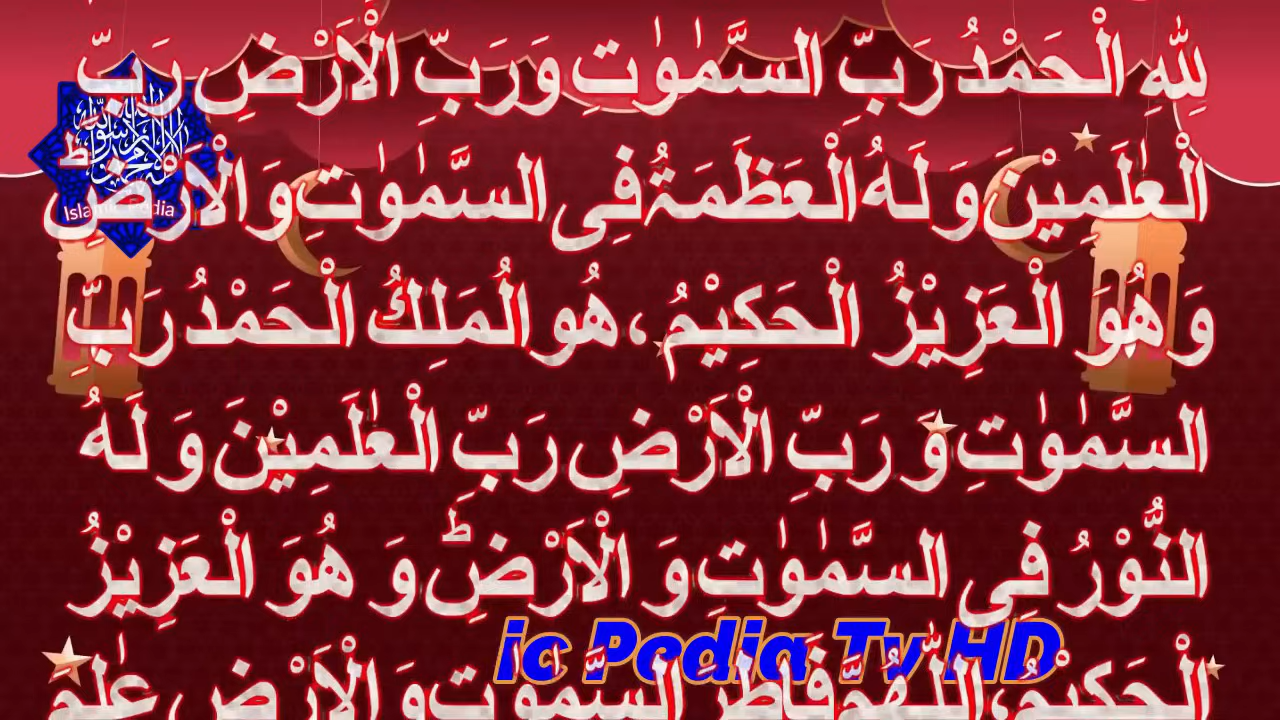 لِلّٰهِ الْحَمْدُ رَبِّ السَّمٰوٰتِ وَرَبِّ الْاَرْضِ رَبِّ
الْعٰلَمِیْنَ وَ لَهُ الْعَظَمَۃُ فِی السَّمٰوٰتِ وَ الْاَرْضِؕ
وَ هُوَ الْعَزِیْزُ الْحَكِیْمُ، هُو الْمَلِكُ الْحَمْدُ رَبِّ
السَّمٰوٰتِ وَ رَبِّ الْاَرْضِ رَبِّ الْعٰلَمِیْنَ وَ لَهُ
النُّوْرُ فِی السَّمٰوٰتِ وَ الْاَرْضِؕ وَ هُوَ الْعَزِیْزُ
الْحَكِیْمُ، اَللّٰهُمَّ فَاطِرَ السَّمٰوٰتِ وَ الْاَرْضِ عٰلِمَ
ic Pedia Tv HD